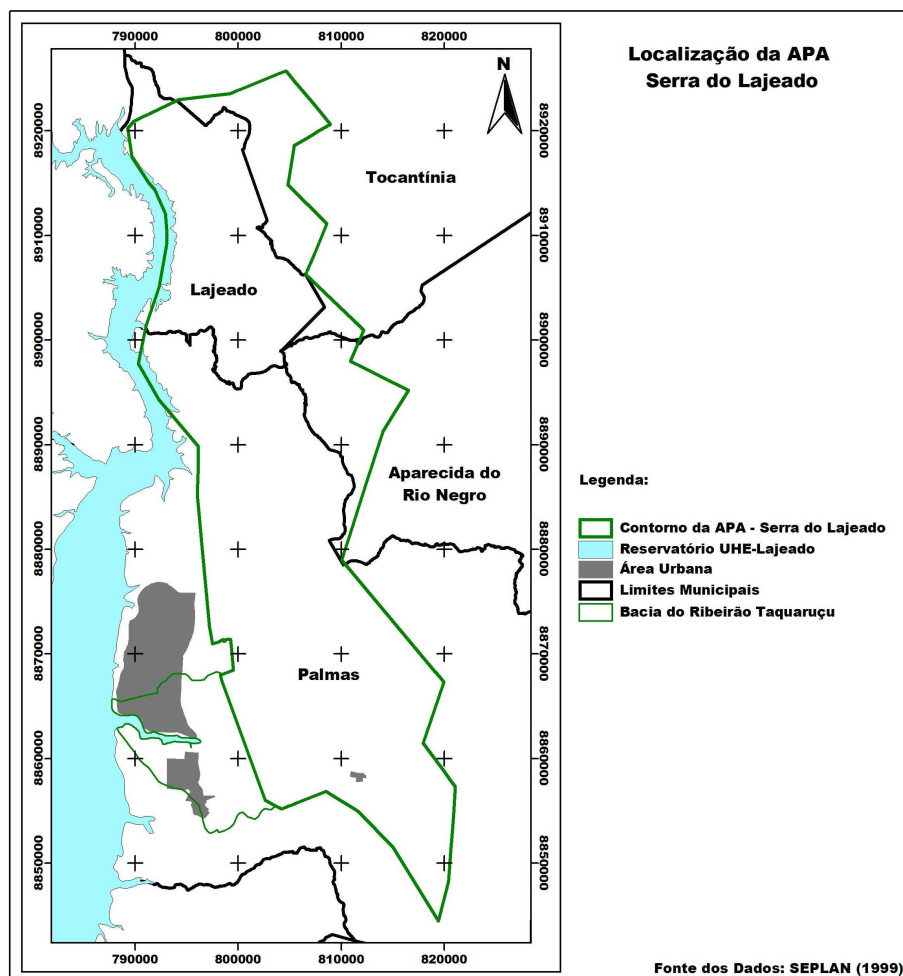 Localização da APA
Serra do Lajeado
790000
800000
810000
820000
N
8920000
8920000
Tocantínia
8910000
8910000
Lajeado
8900000
8900000
8890000
8890000
Aparecida do
Rio Negro
Legenda:
Contorno da APA - Serra do Lajeado
Reservatório UHE-Lajeado
Área Urbana
Limites Municipais
Bacia do Ribeirão Taquaruçu
8880000
8880000
8870000
8870000
Palmas
8860000
8860000
8850000
8850000
790000
800000
810000
820000
Fonte dos Dados: SEPLAN (1999)